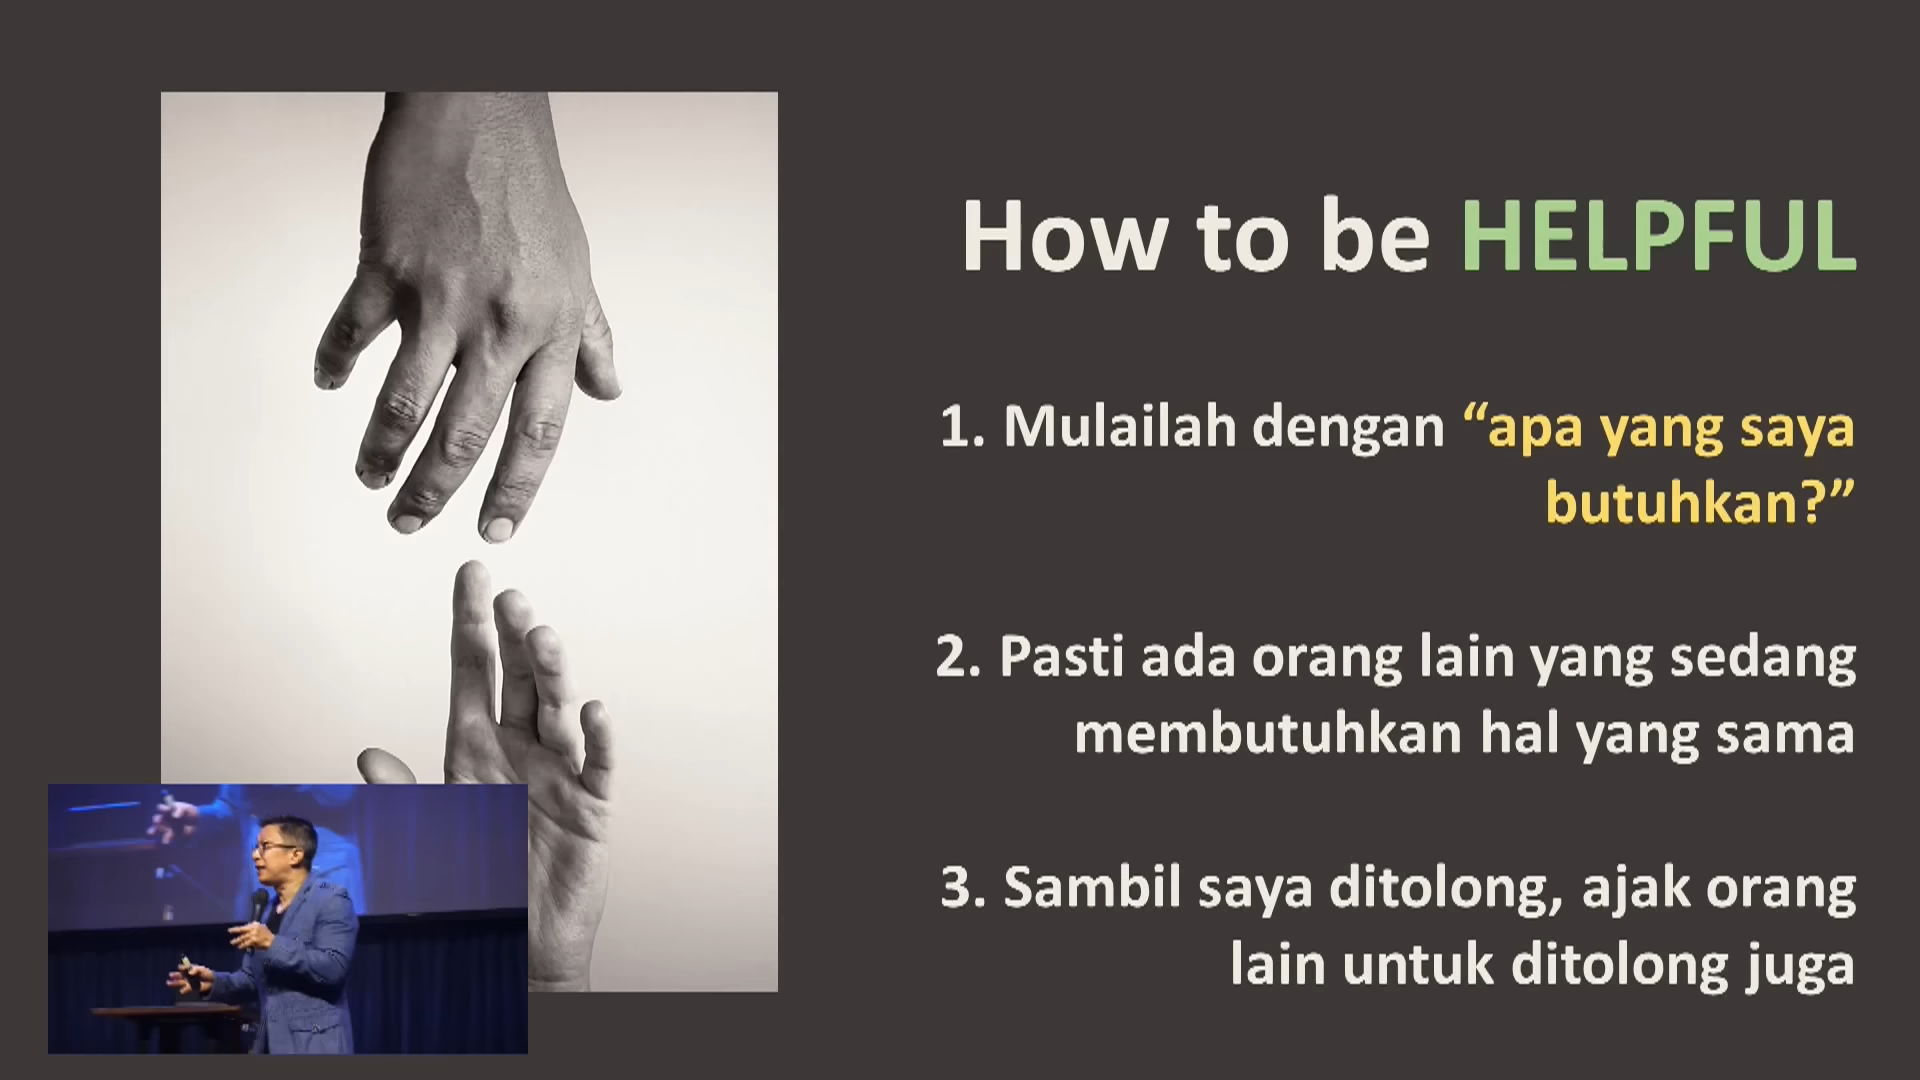 How to be HELPFUL
1. Mulailah dengan “apa yang saya
butuhkan?”
2. Pasti ada orang lain yang sedang
membutuhkan hal yang sama
3. Sambil saya ditolong, ajak orang
lain untuk ditolong juga